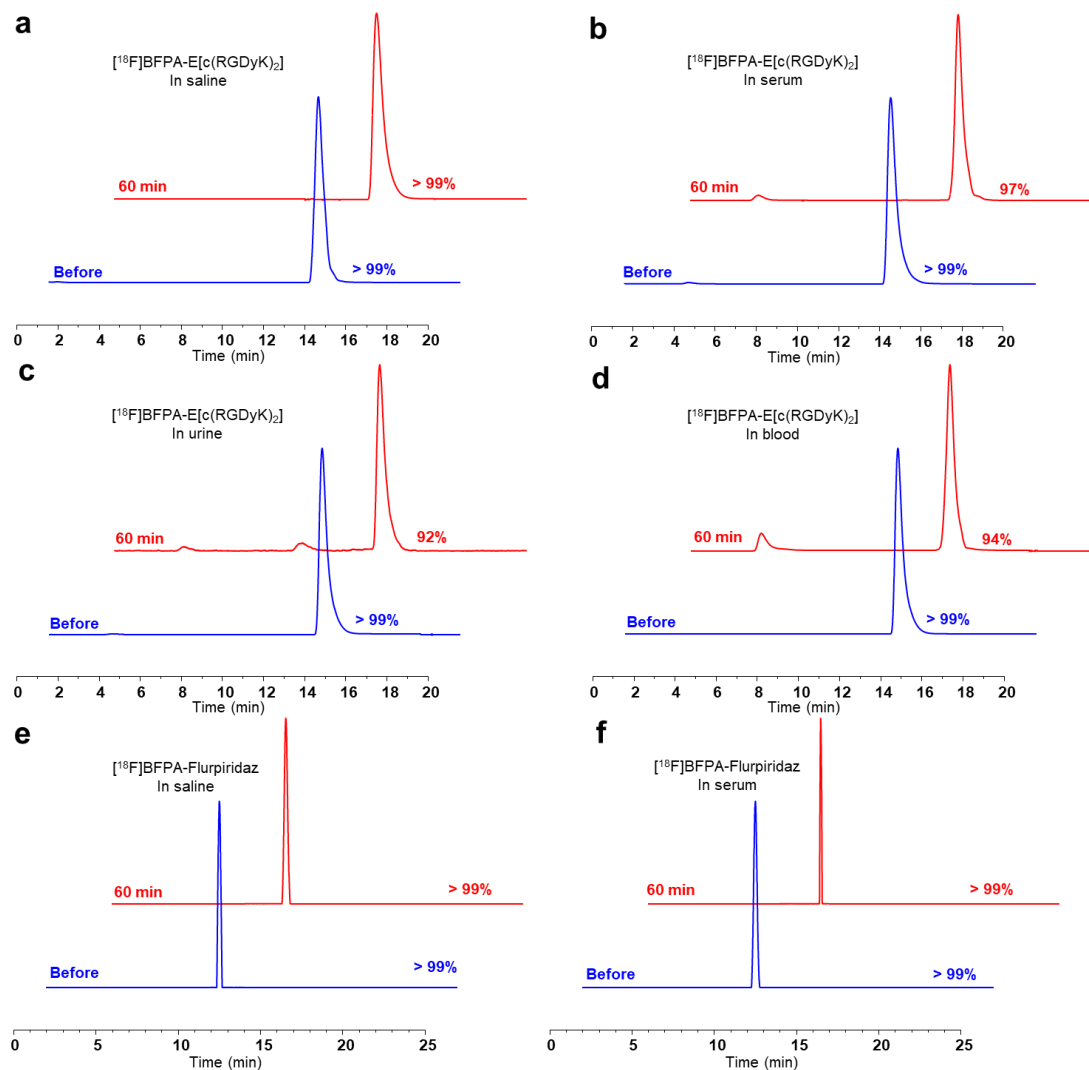 a
[¹⁸F]BFPA-E[c(RGDyK)₂]
In saline
60 min
> 99%
Before
> 99%
0 2 4 6 8 10 12 14 16 18 20
Time (min)
b
[¹⁸F]BFPA-E[c(RGDyK)₂]
In serum
60 min
97%
Before
> 99%
0 2 4 6 8 10 12 14 16 18 20
Time (min)
c
[¹⁸F]BFPA-E[c(RGDyK)₂]
In urine
60 min
92%
Before
> 99%
0 2 4 6 8 10 12 14 16 18 20
Time (min)
d
[¹⁸F]BFPA-E[c(RGDyK)₂]
In blood
60 min
94%
Before
> 99%
0 2 4 6 8 10 12 14 16 18 20
Time (min)
e
[¹⁸F]BFPA-Flurpiridaz
In saline
60 min
> 99%
Before
> 99%
0 5 10 15 20 25
Time (min)
f
[¹⁸F]BFPA-Flurpiridaz
In serum
60 min
> 99%
Before
> 99%
0 5 10 15 20 25
Time (min)